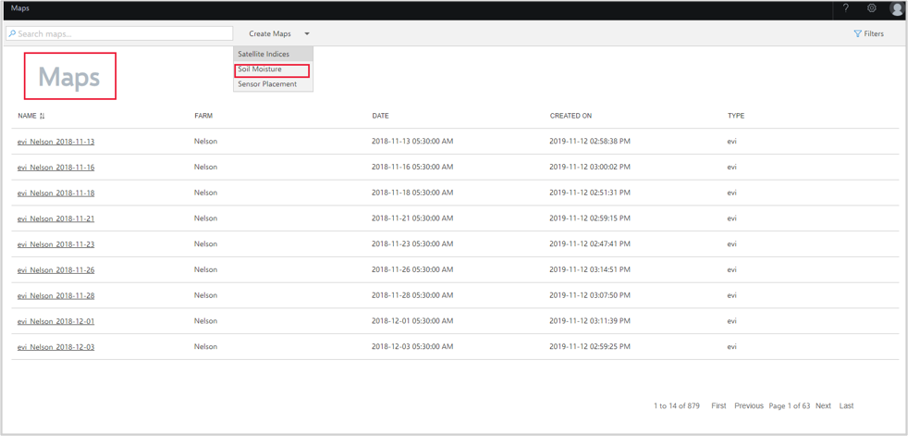 Maps
?
Search maps...
Create Maps
Filters
Satellite Indices
Soil Moisture
Sensor Placement
Maps
NAME FARM DATE CREATED ON TYPE
evi_Nelson_2018-11-13 Nelson 2018-11-13 05:30:00 AM 2019-11-12 02:58:38 PM evi
evi_Nelson_2018-11-16 Nelson 2018-11-16 05:30:00 AM 2019-11-12 03:00:02 PM evi
evi_Nelson_2018-11-18 Nelson 2018-11-18 05:30:00 AM 2019-11-12 02:51:31 PM evi
evi_Nelson_2018-11-21 Nelson 2018-11-21 05:30:00 AM 2019-11-12 02:59:15 PM evi
evi_Nelson_2018-11-23 Nelson 2018-11-23 05:30:00 AM 2019-11-12 02:47:41 PM evi
evi_Nelson_2018-11-26 Nelson 2018-11-26 05:30:00 AM 2019-11-12 03:14:51 PM evi
evi_Nelson_2018-11-28 Nelson 2018-11-28 05:30:00 AM 2019-11-12 03:07:50 PM evi
evi_Nelson_2018-12-01 Nelson 2018-12-01 05:30:00 AM 2019-11-12 03:11:39 PM evi
evi_Nelson_2018-12-03 Nelson 2018-12-03 05:30:00 AM 2019-11-12 02:59:25 PM evi
1 to 14 of 879 First Previous Page 1 of 63 Next Last